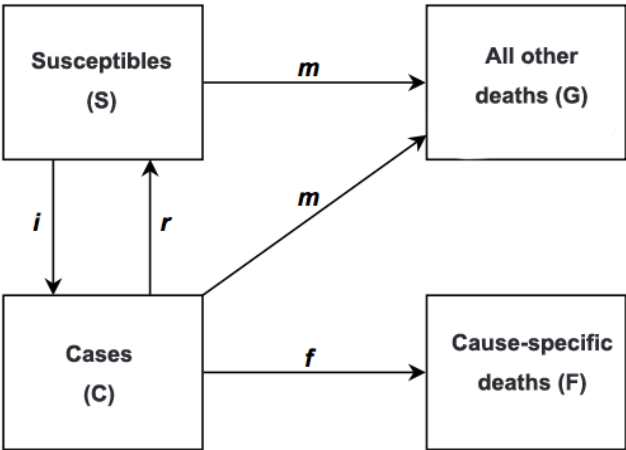 Susceptibles
(S)
m
All other
deaths (G)
i
r
m
Cases
(C)
f
Cause-specific
deaths (F)